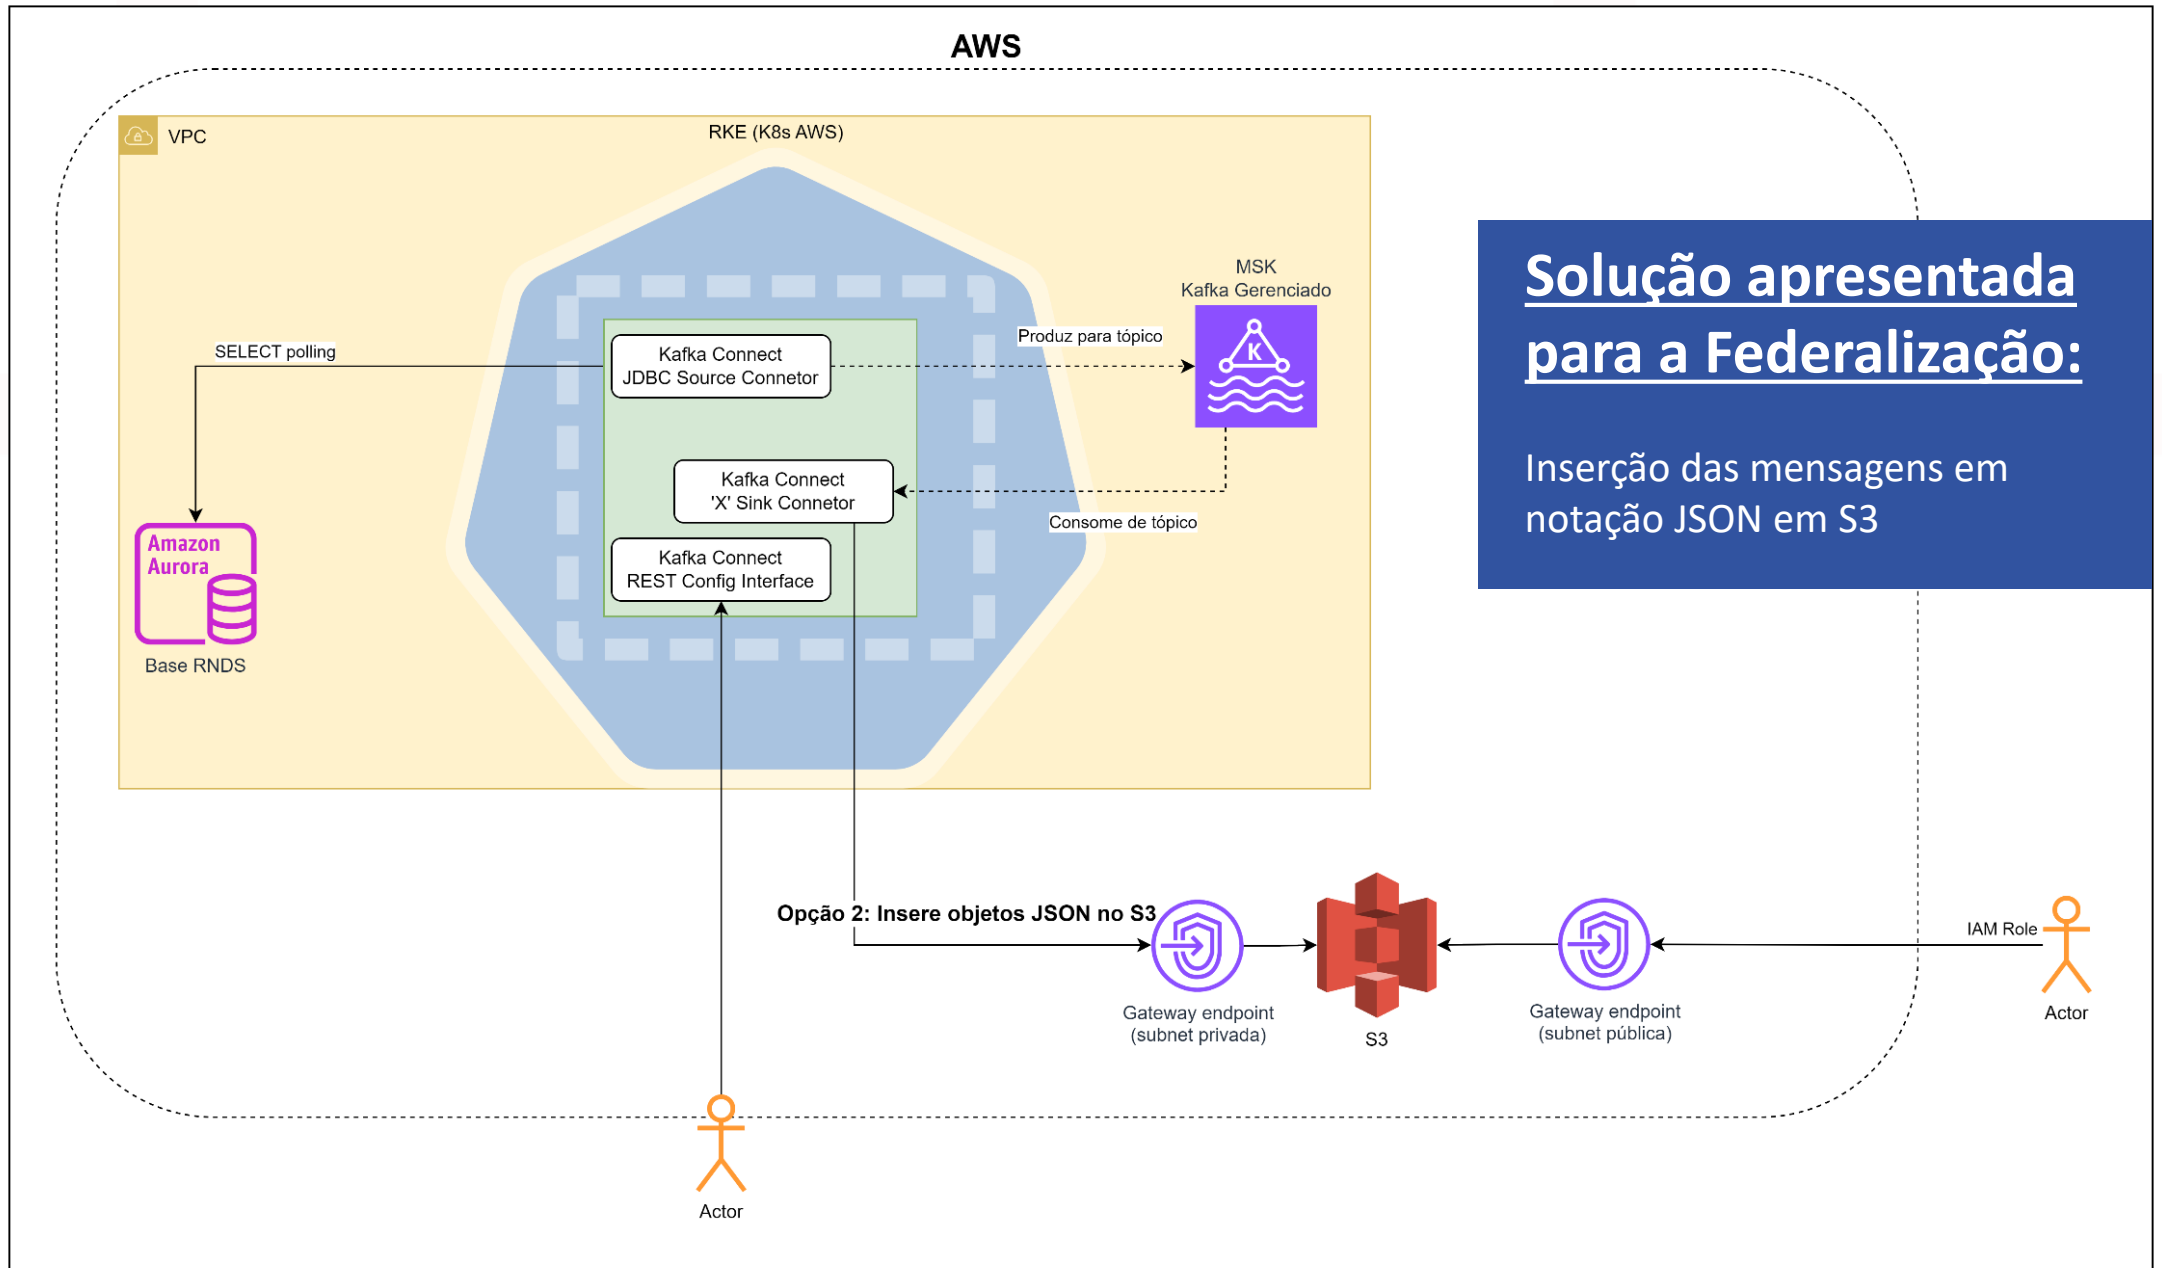 AWS
VPC
RKE (K8s AWS)
MSK
Kafka Gerenciado
Solução apresentada
para a Federalização:
Inserção das mensagens em
notação JSON em S3
Produz para tópico
SELECT polling
Kafka Connect
JDBC Source Connetor
Kafka Connect
'X' Sink Connetor
Consome de tópico
Kafka Connect
REST Config Interface
Amazon
Aurora
Base RNDS
K
Opção 2: Insere objetos JSON no S3
IAM Role
Gateway endpoint
(subnet privada)
S3
Gateway endpoint
(subnet pública)
Actor
Actor